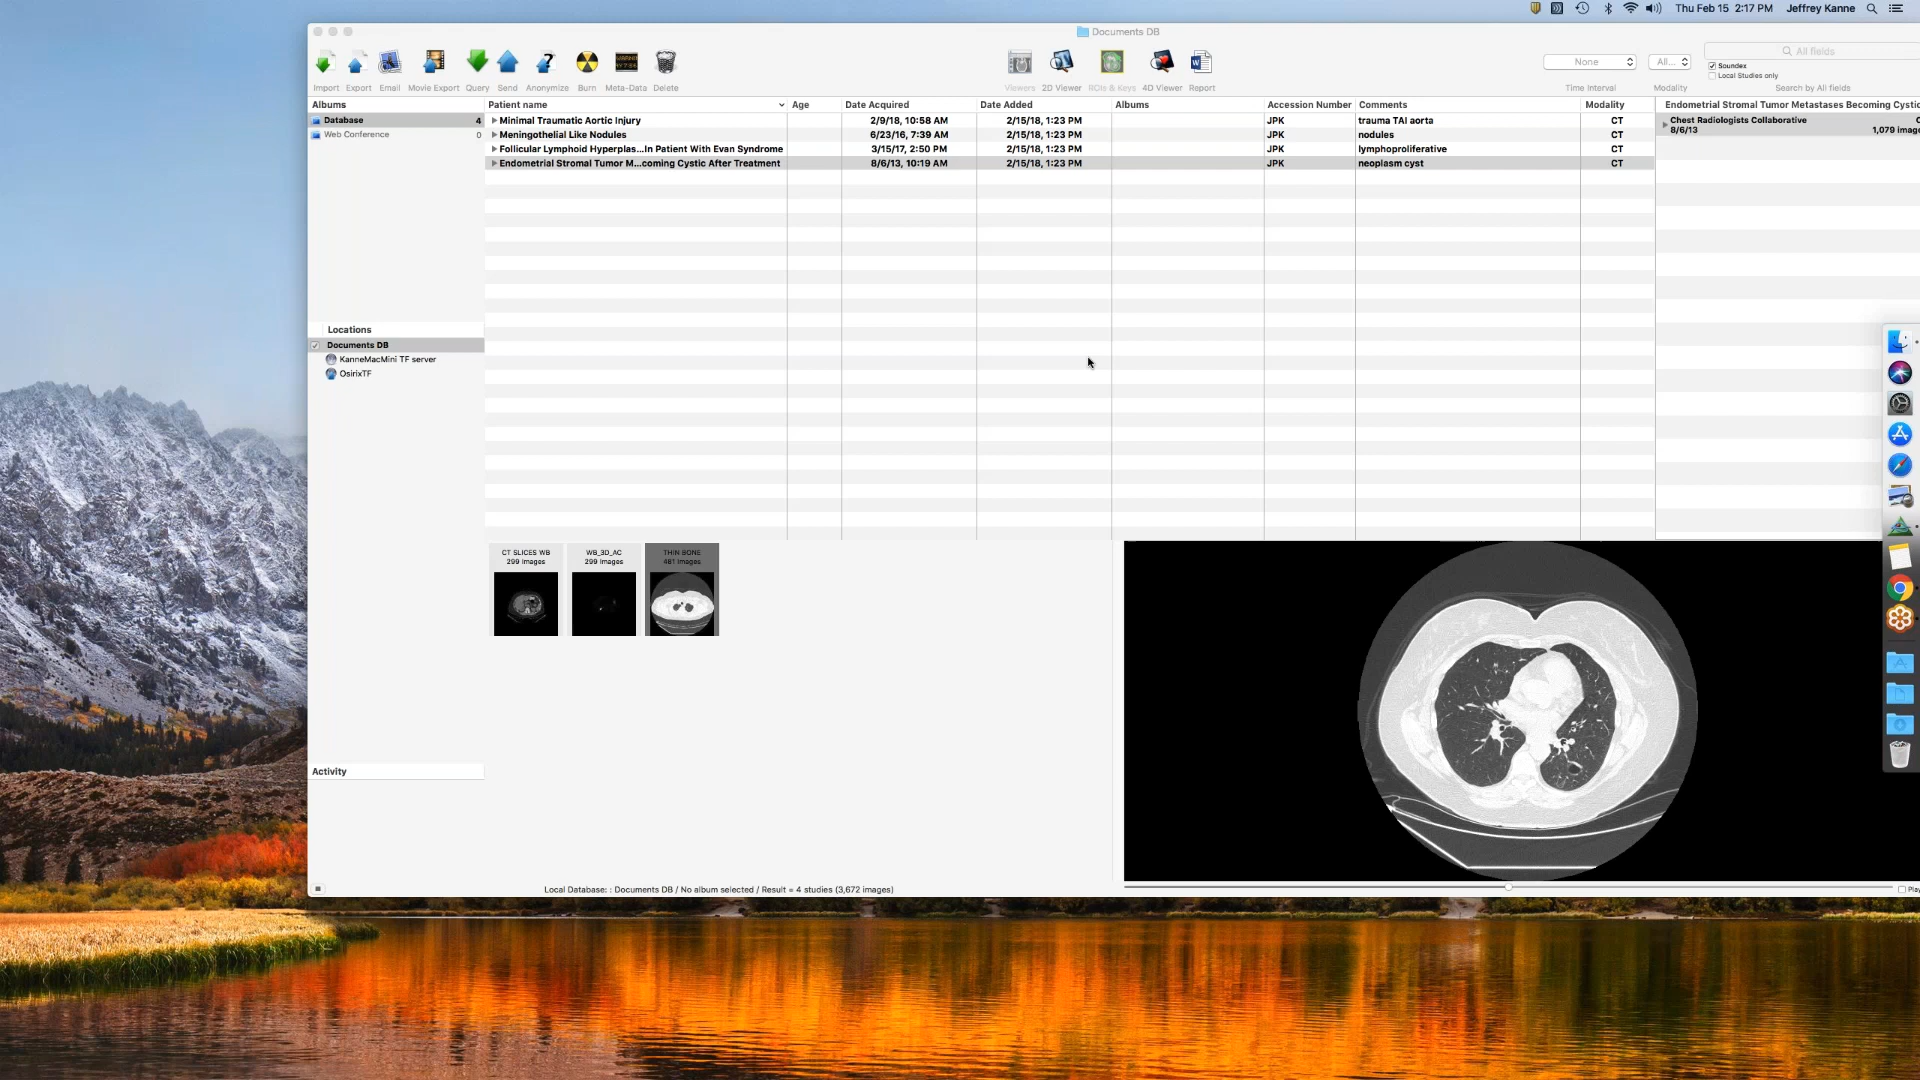 Thu Feb 15 2:17 PM Jeffrey Kanne
Documents DB
Import Export Email Movie Export Query Send Anonymize Burn Meta-Data Delete
Viewers 2D Viewer ROIs & Keys 4D Viewer Report
None
All...
All fields
Soundex
Local Studies only
Time Interval Modality Search by All fields
Albums
Database 4
Web Conference 0
Patient name Age Date Acquired Date Added Albums Accession Number Comments Modality
Minimal Traumatic Aortic Injury 2/9/18, 10:58 AM 2/15/18, 1:23 PM JPK trauma TAI aorta CT
Meningothelial Like Nodules 6/23/16, 7:39 AM 2/15/18, 1:23 PM JPK nodules CT
Follicular Lymphoid Hyperplas...In Patient With Evan Syndrome 3/15/17, 2:50 PM 2/15/18, 1:23 PM JPK lymphoproliferative CT
Endometrial Stromal Tumor M...coming Cystic After Treatment 8/6/13, 10:19 AM 2/15/18, 1:23 PM JPK neoplasm cyst CT
Endometrial Stromal Tumor Metastases Becoming Cystic
Chest Radiologists Collaborative
8/6/13 1,079 image
Locations
Documents DB
KanneMacMini TF server
OsirixTF
CT SLICES WB
299 Images
WB_3D_AC
299 Images
THIN BONE
481 Images
Activity
Local Database: : Documents DB / No album selected / Result = 4 studies (3,672 images)
Play